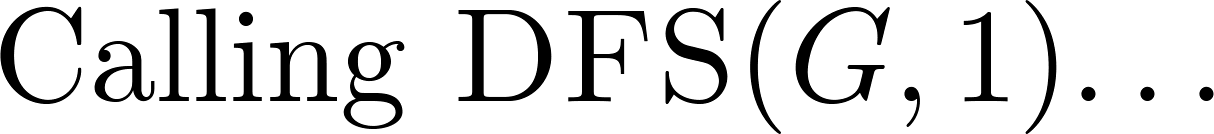 Calling DFS(G, 1)...